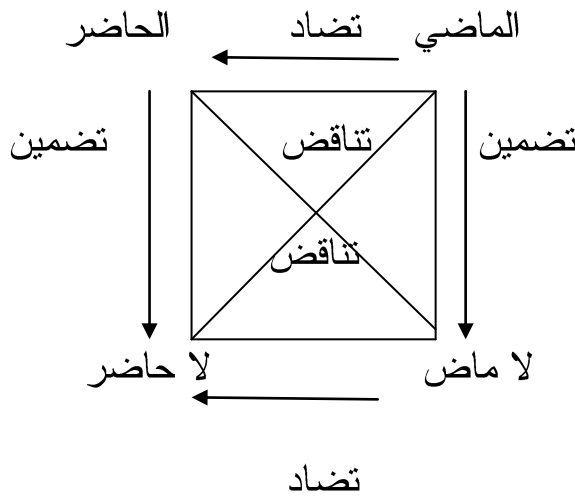 الماضي تضاد الحاضر
تضمين تناقض تضمين
تناقض
لا ماض لا حاضر
تضاد